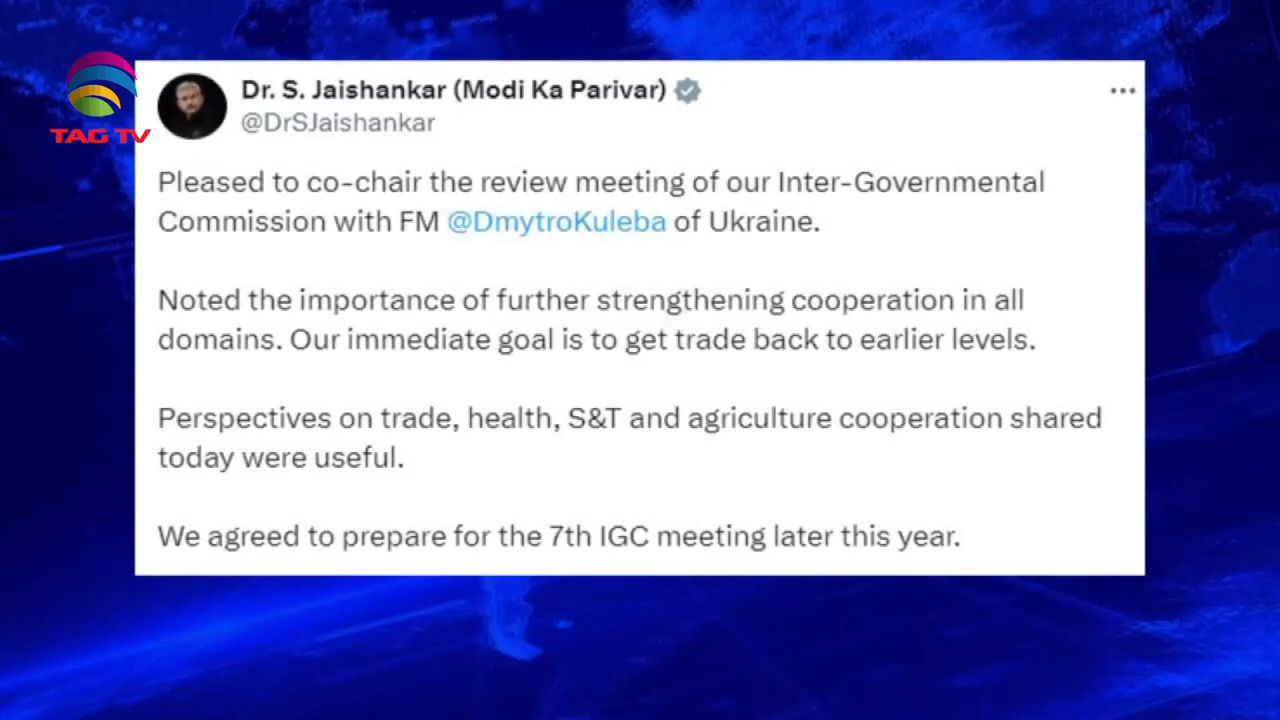 TAG TV
Dr. S. Jaishankar (Modi Ka Parivar)
@DrSJaishankar
Pleased to co-chair the review meeting of our Inter-Governmental
Commission with FM @DmytroKuleba of Ukraine.
Noted the importance of further strengthening cooperation in all
domains. Our immediate goal is to get trade back to earlier levels.
Perspectives on trade, health, S&T and agriculture cooperation shared
today were useful.
We agreed to prepare for the 7th IGC meeting later this year.